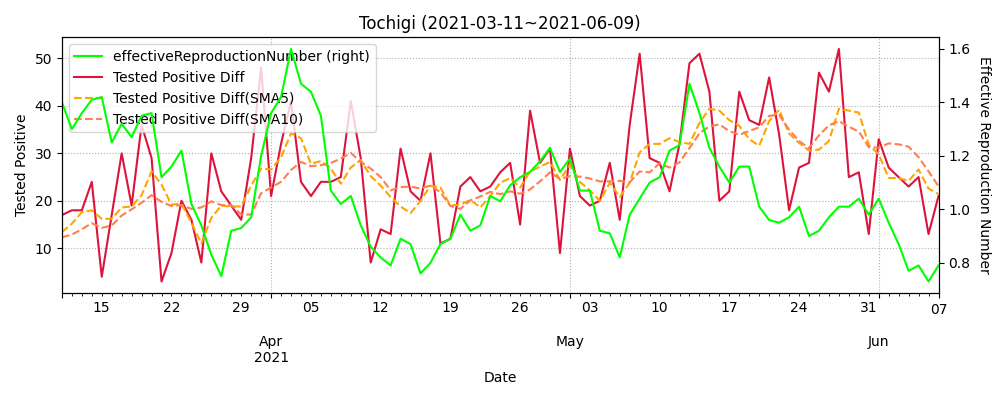 Tochigi (2021-03-11~2021-06-09)
effectiveReproductionNumber (right)
Tested Positive Diff
Tested Positive Diff(SMA5)
Tested Positive Diff(SMA10)
Tested Positive
50
40
30
20
10
1.6
1.4
1.2
1.0
0.8
Effective Reproduction Number
15 22 29 05 12 19 26 03 10 17 24 31 07
Apr May Jun
2021
Date